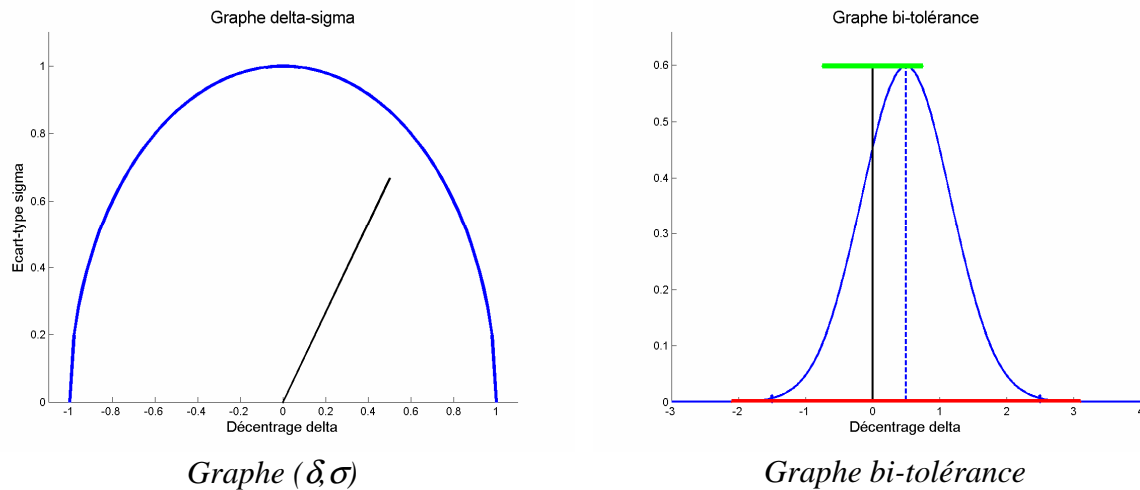 Graphe delta-sigma
Ecart-type sigma
1
0.8
0.6
0.4
0.2
0
-1 -0.8 -0.6 -0.4 -0.2 0 0.2 0.4 0.6 0.8 1
Décentrage delta
Graphe (δ,σ)
Graphe bi-tolérance
0.6
0.5
0.4
0.3
0.2
0.1
0
-3 -2 -1 0 1 2 3 4
Décentrage delta
Graphe bi-tolérance